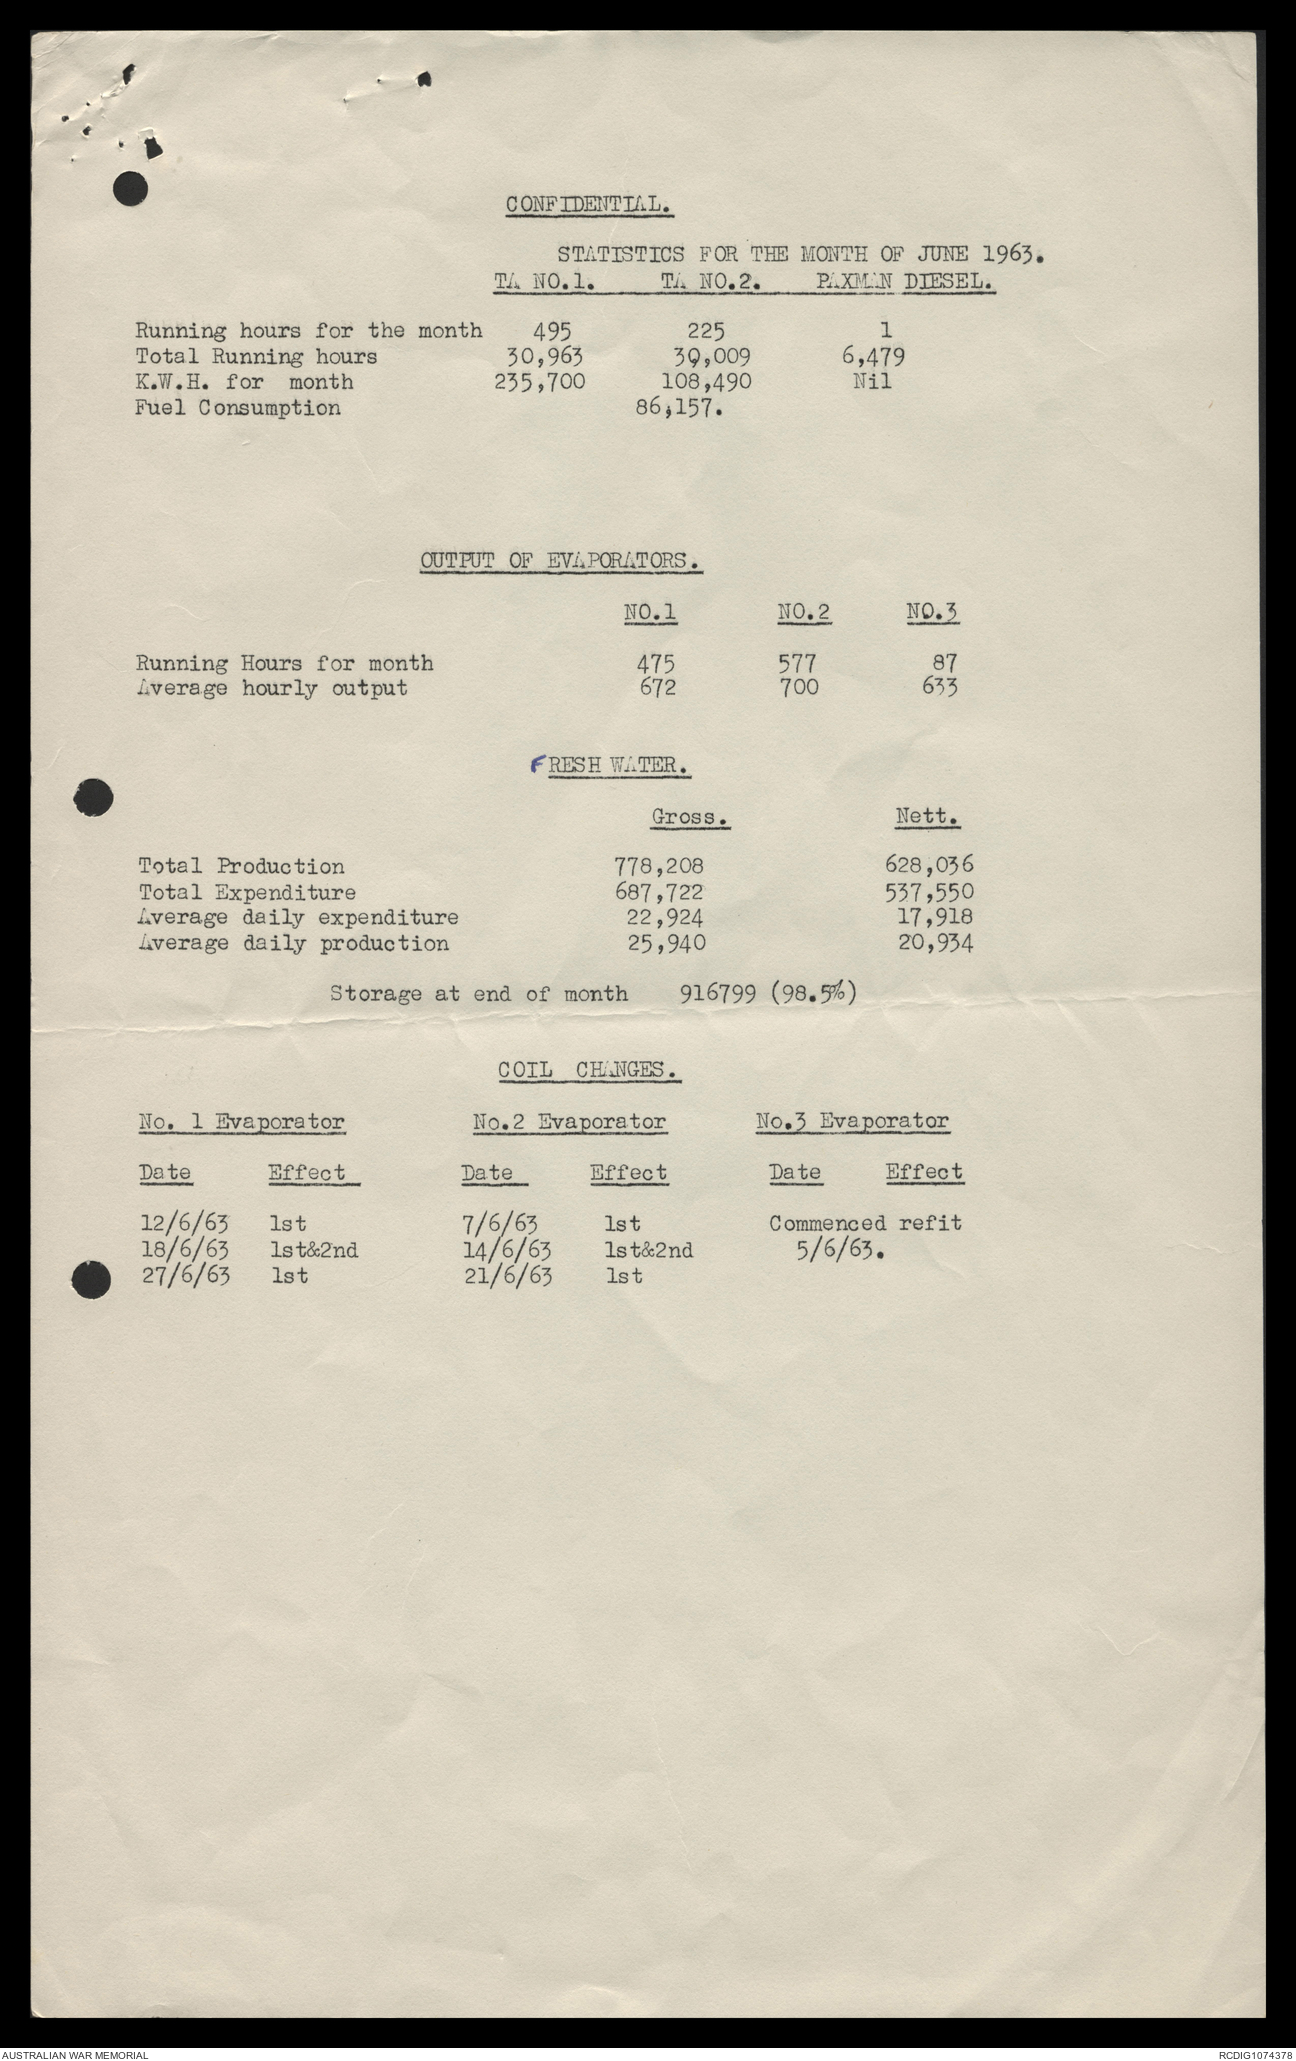 CONFIDENTIAL.
STATISTICS FOR THE MONTH OF JUNE 1963.
TA NO.1. TA NO.2. PAXMAN DIESEL.
Running hours for the month 495 225 1
Total Running hours 30,963 30,009 6,479
K.W.H. for month 235,700 108,490 Nil
Fuel Consumption 86,157.
OUTPUT OF EVAPORATORS.
NO.1 NO.2 NO.3
Running Hours for month 475 577 87
Average hourly output 672 700 633
FRESH WATER.
Gross. Nett.
Total Production 778,208 628,036
Total Expenditure 687,722 537,550
Average daily expenditure 22,924 17,918
Average daily production 25,940 20,934
Storage at end of month 916799 (98.5%)
COIL CHANGES.
No. 1 Evaporator No.2 Evaporator No.3 Evaporator
Date Effect Date Effect Date Effect
12/6/63 1st 7/6/63 1st Commenced refit
18/6/63 1st&2nd 14/6/63 1st&2nd 5/6/63.
27/6/63 1st 21/6/63 1st
AUSTRALIAN WAR MEMORIAL RCDIG1074378